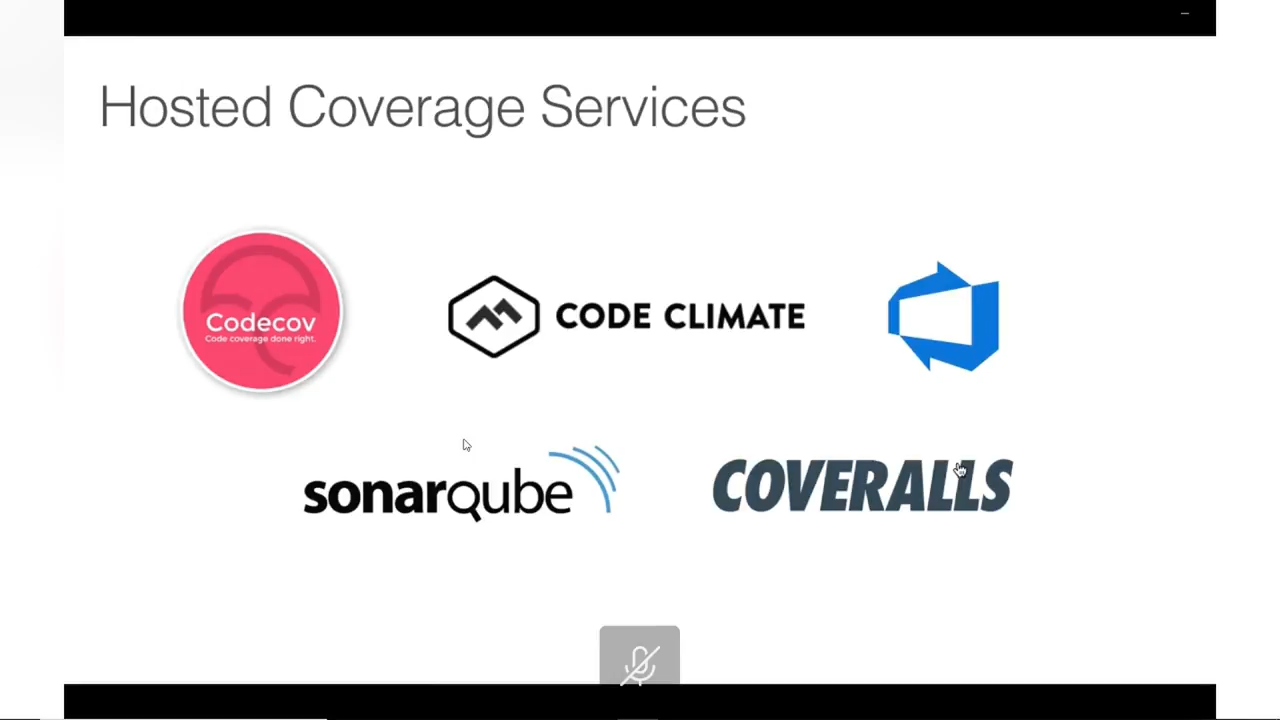 Hosted Coverage Services
Codecov
Code coverage done right.
CODE CLIMATE
sonarqube
COVERALLS